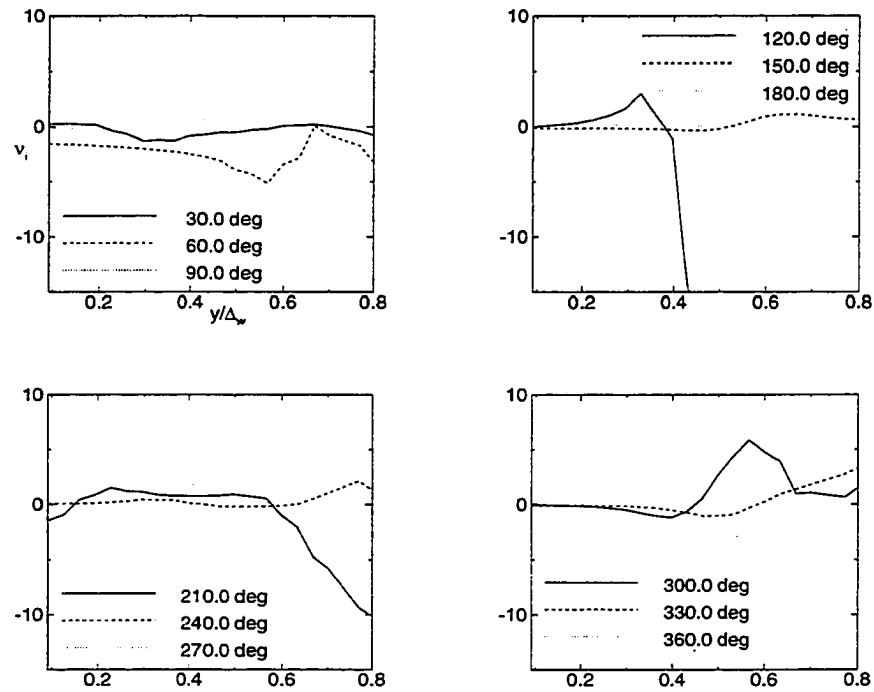 10
0
-10
ν_i
30.0 deg
60.0 deg
90.0 deg
0.2 0.4 0.6 0.8
y/Δ_w
10
0
-10
120.0 deg
150.0 deg
180.0 deg
0.2 0.4 0.6 0.8
10
0
-10
210.0 deg
240.0 deg
270.0 deg
0.2 0.4 0.6 0.8
10
0
-10
300.0 deg
330.0 deg
360.0 deg
0.2 0.4 0.6 0.8